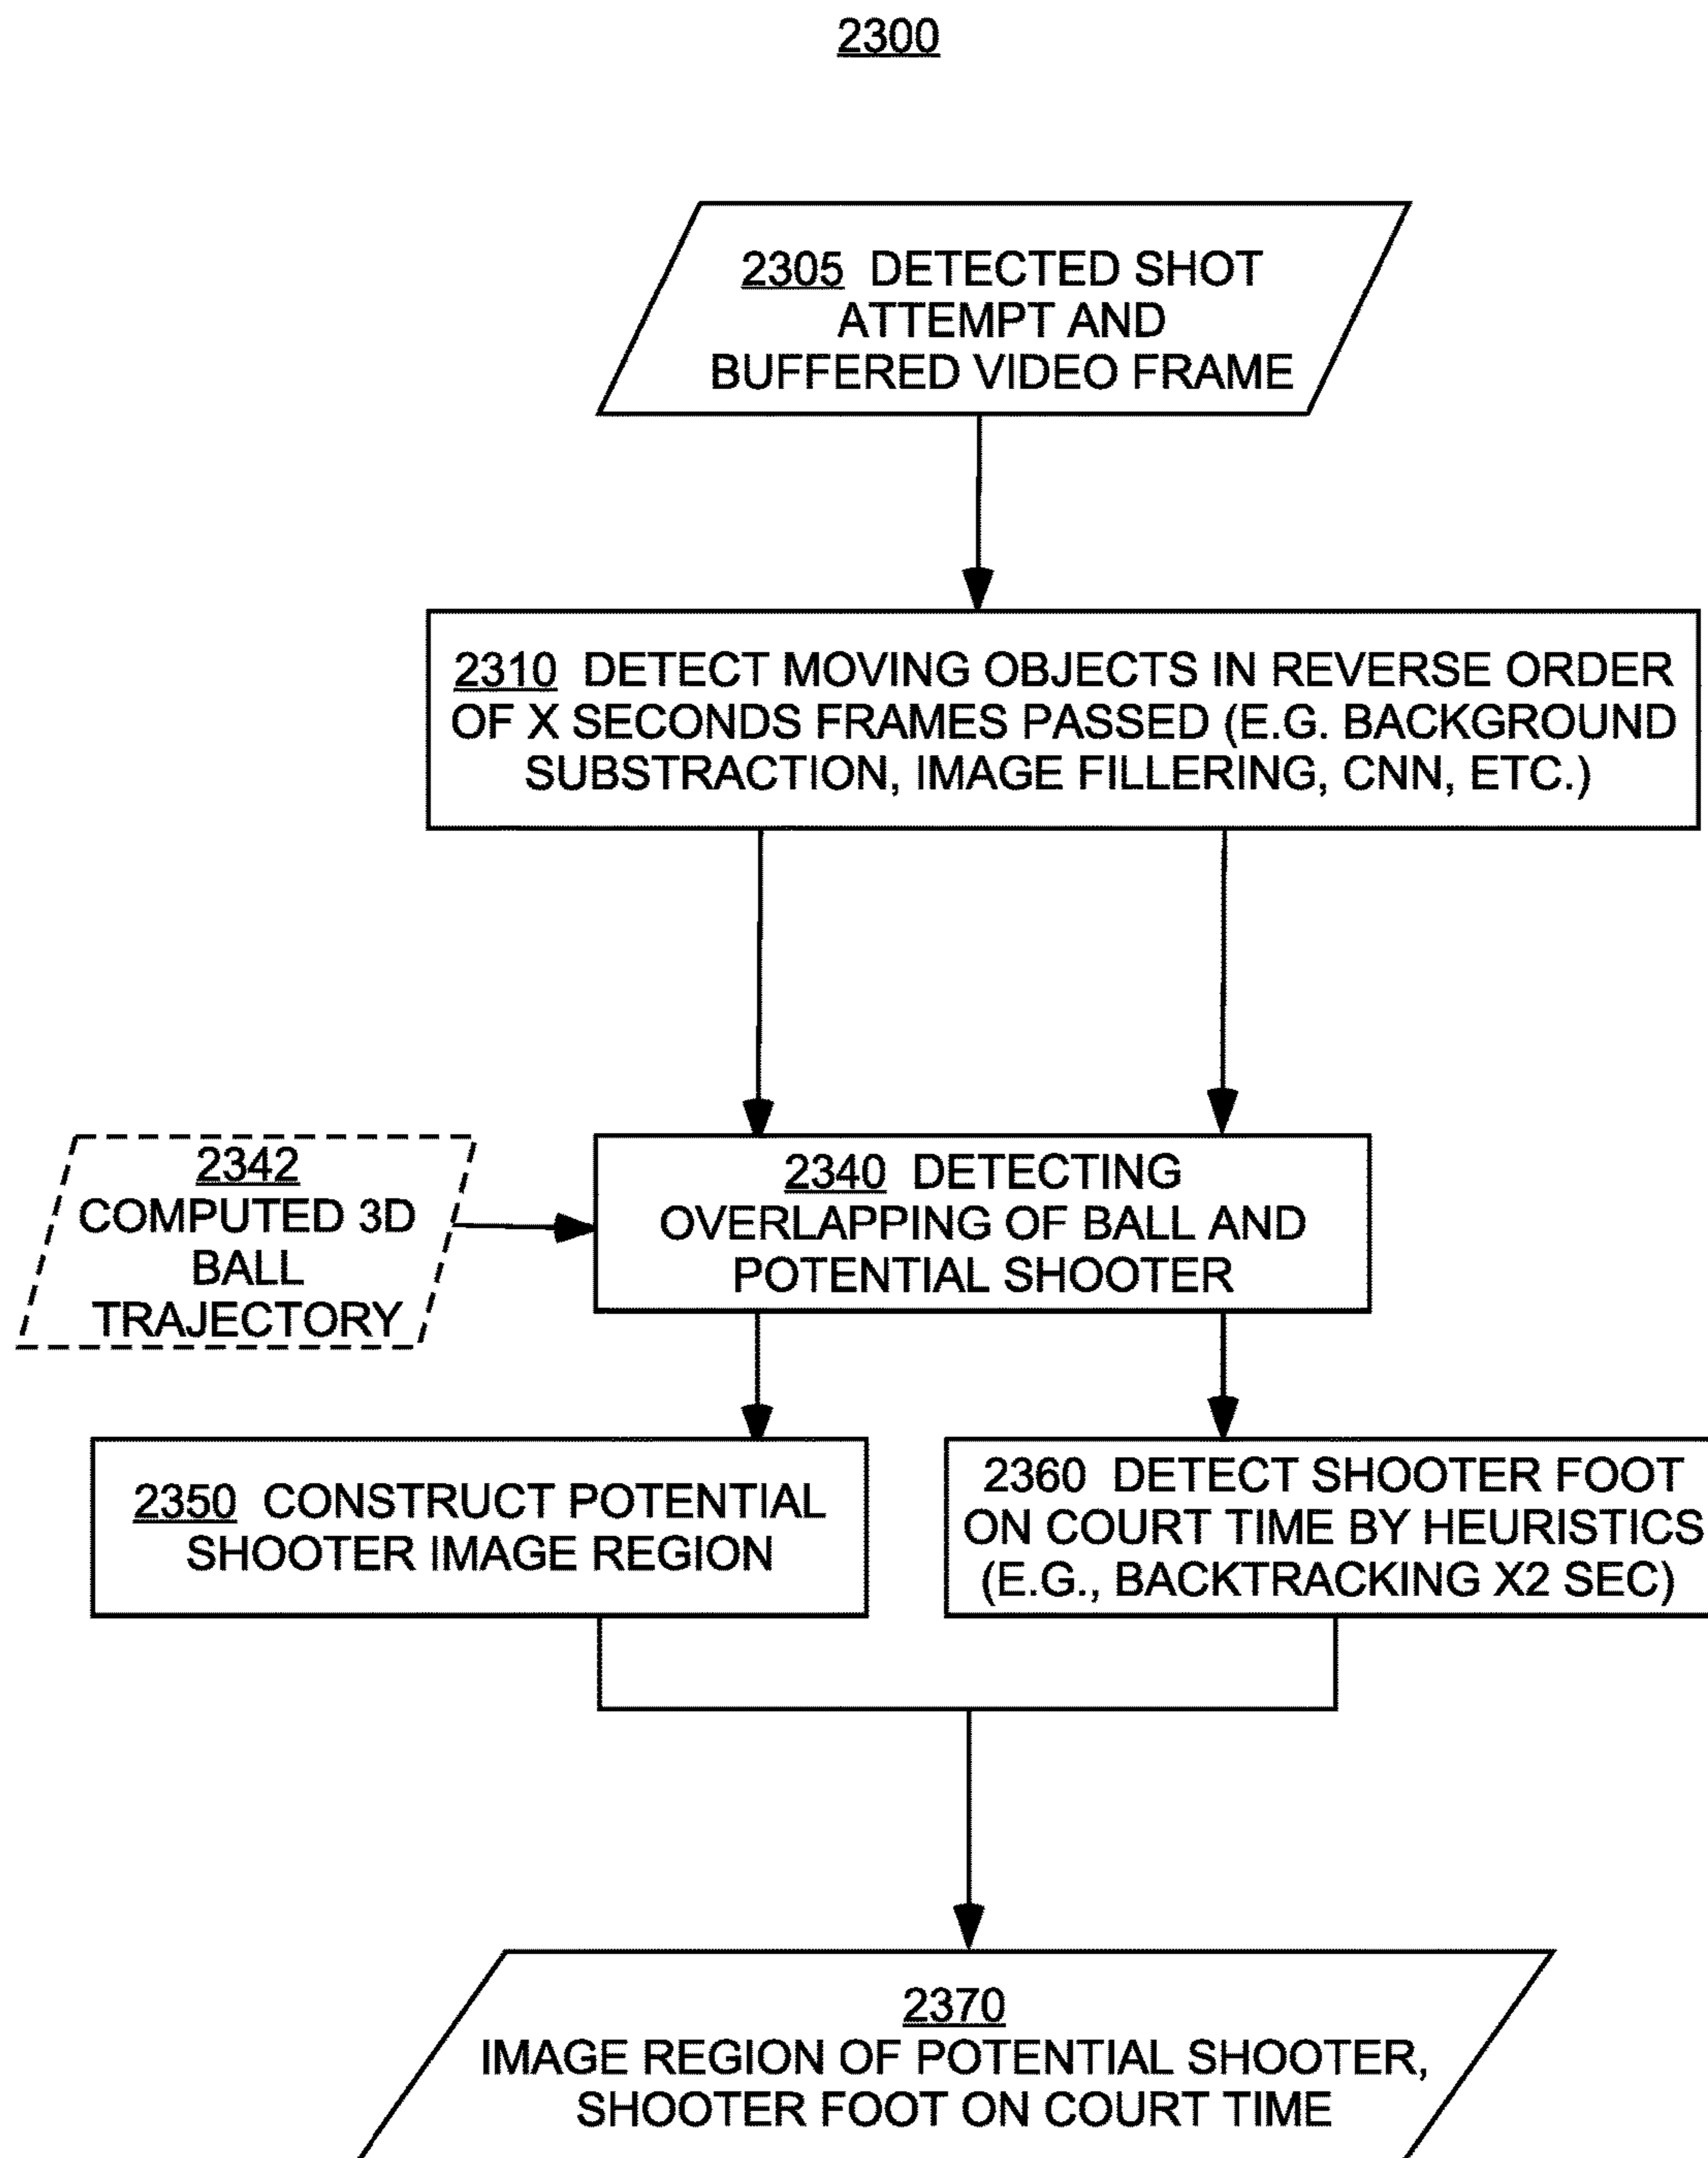 2300
2305 DETECTED SHOT
ATTEMPT AND
BUFFERED VIDEO FRAME
2310 DETECT MOVING OBJECTS IN REVERSE ORDER
OF X SECONDS FRAMES PASSED (E.G. BACKGROUND
SUBSTRACTION, IMAGE FILLERING, CNN, ETC.)
2342
COMPUTED 3D
BALL
TRAJECTORY
2340 DETECTING
OVERLAPPING OF BALL AND
POTENTIAL SHOOTER
2350 CONSTRUCT POTENTIAL
SHOOTER IMAGE REGION
2360 DETECT SHOOTER FOOT
ON COURT TIME BY HEURISTICS
(E.G., BACKTRACKING X2 SEC)
2370
IMAGE REGION OF POTENTIAL SHOOTER,
SHOOTER FOOT ON COURT TIME